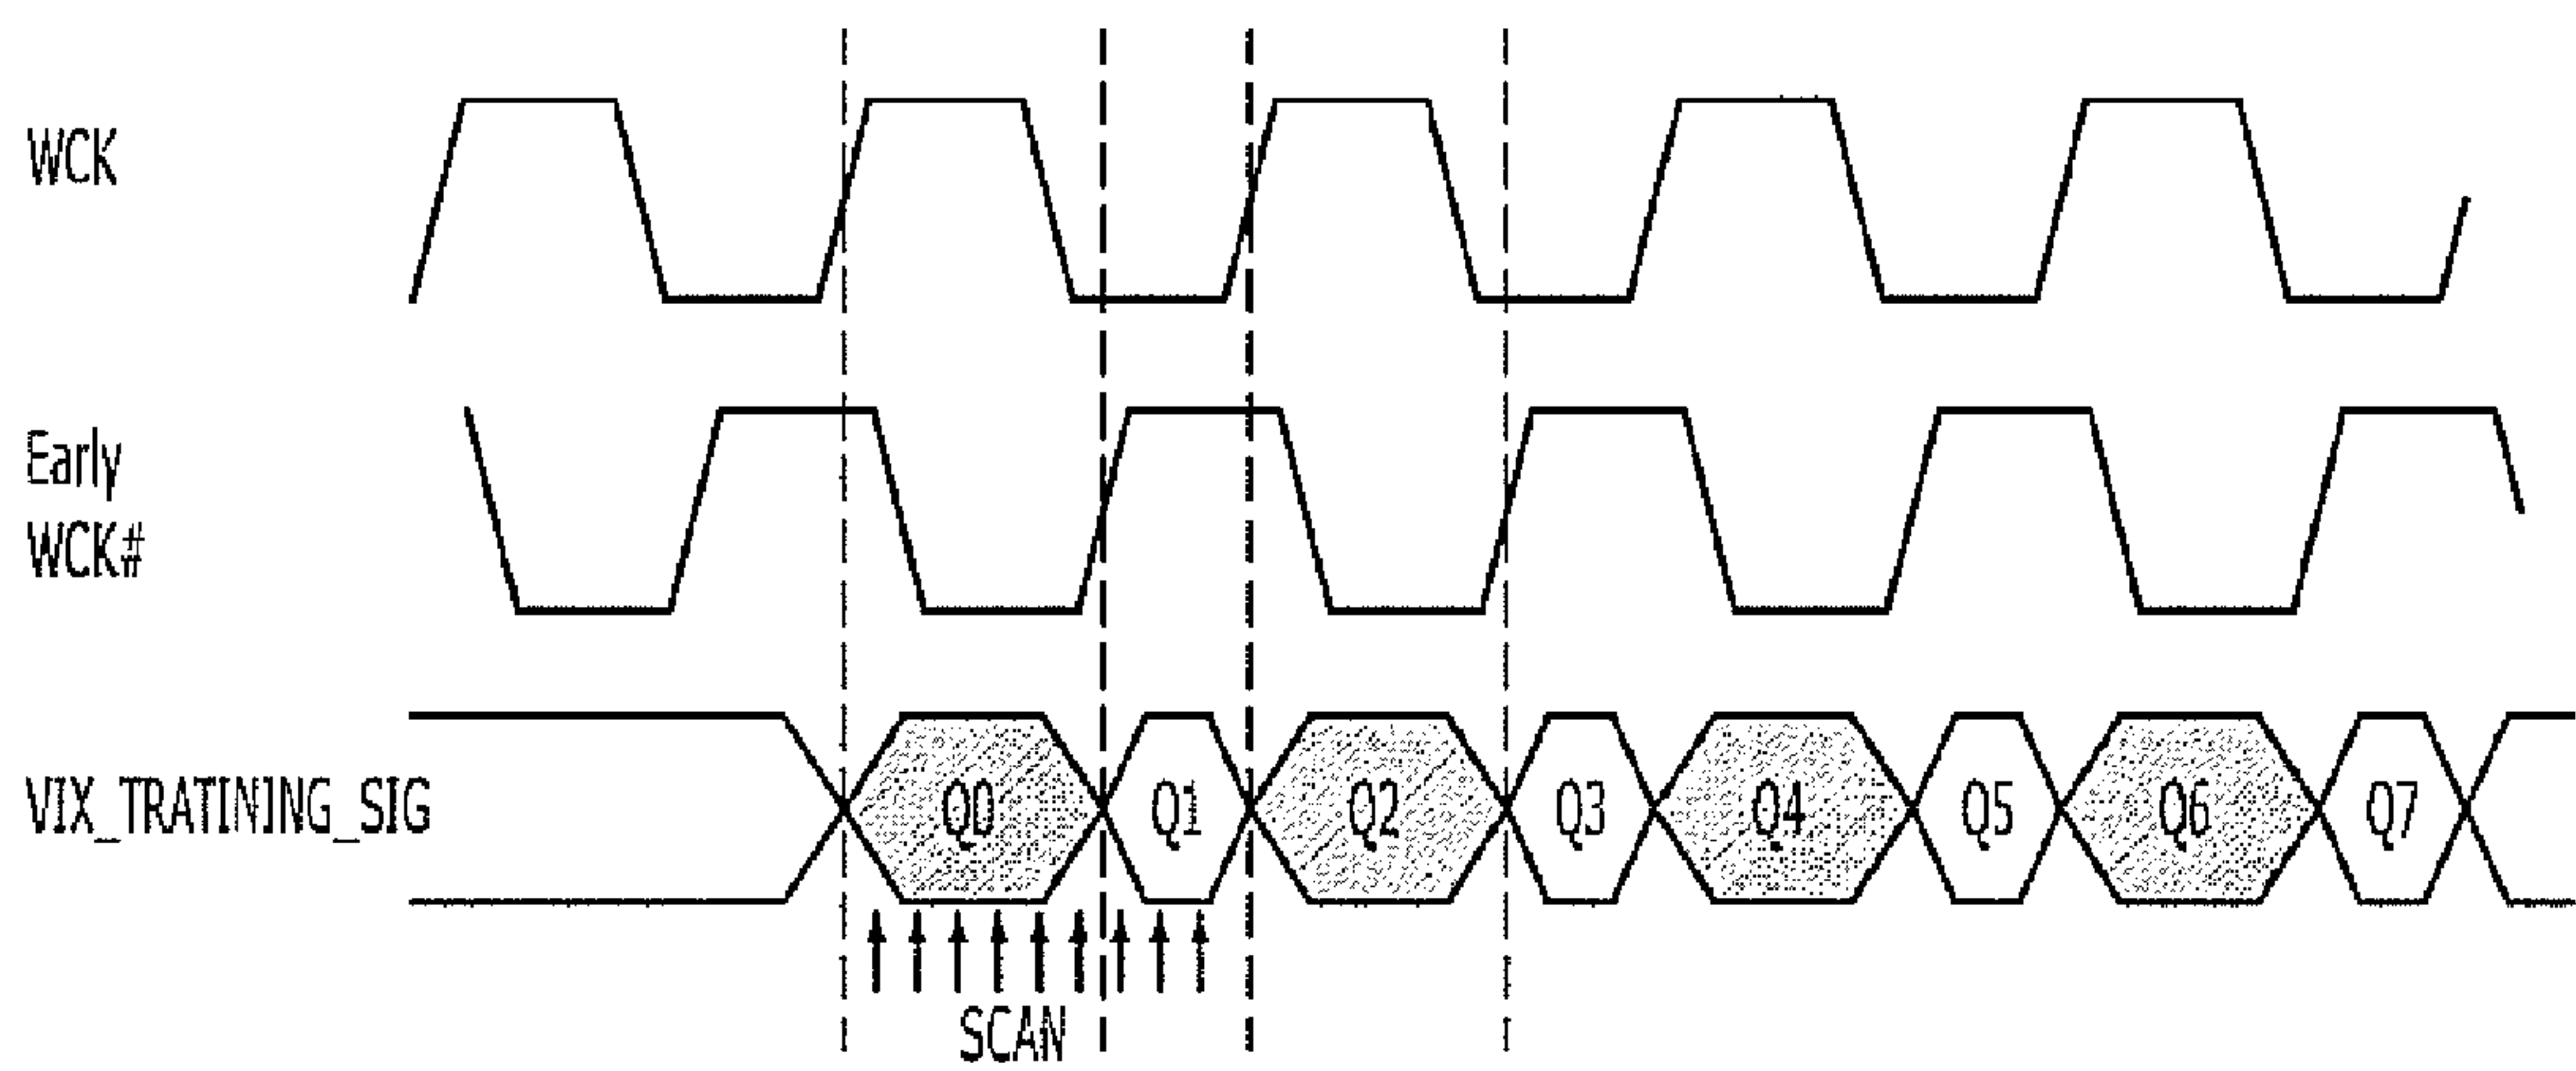 WCK
Early
WCK#
VIX_TRATINING_SIG
Q0
Q1
Q2
Q3
Q4
Q5
Q6
Q7
SCAN